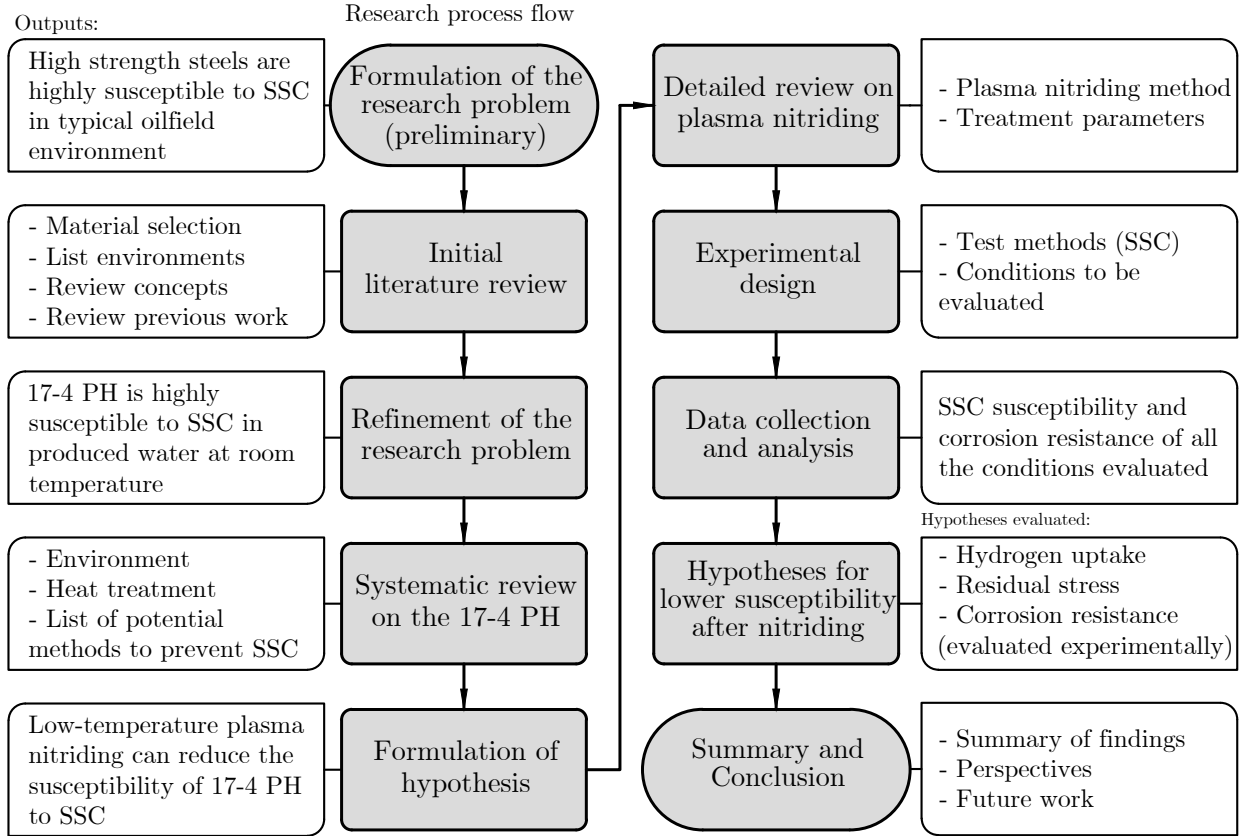 Outputs:
Research process flow
High strength steels are
highly susceptible to SSC
in typical oilfield
environment
Formulation of the
research problem
(preliminary)
- Material selection
- List environments
- Review concepts
- Review previous work
Initial
literature review
17-4 PH is highly
susceptible to SSC in
produced water at room
temperature
Refinement of the
research problem
- Environment
- Heat treatment
- List of potential
methods to prevent SSC
Systematic review
on the 17-4 PH
Low-temperature plasma
nitriding can reduce the
susceptibility of 17-4 PH
to SSC
Formulation of
hypothesis
Detailed review on
plasma nitriding
- Plasma nitriding method
- Treatment parameters
Experimental
design
- Test methods (SSC)
- Conditions to be
evaluated
Data collection
and analysis
SSC susceptibility and
corrosion resistance of all
the conditions evaluated
Hypotheses for
lower susceptibility
after nitriding
Hypotheses evaluated:
- Hydrogen uptake
- Residual stress
- Corrosion resistance
(evaluated experimentally)
Summary and
Conclusion
- Summary of findings
- Perspectives
- Future work